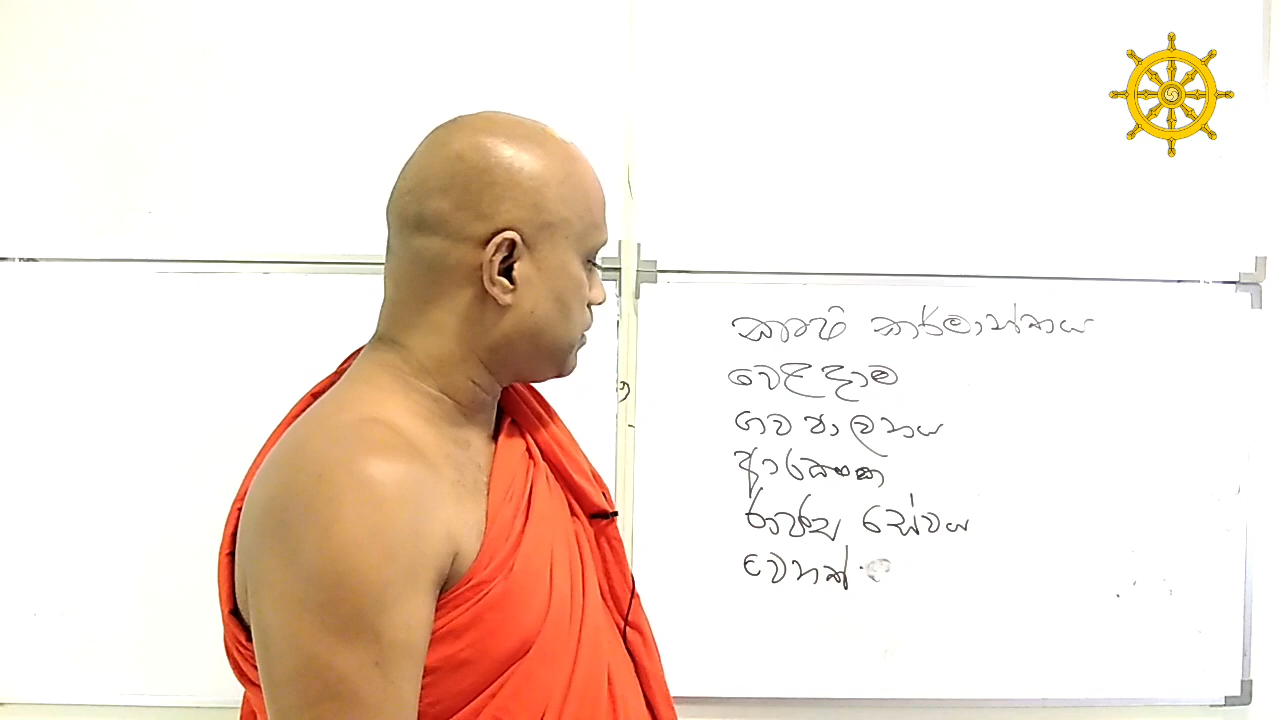 කෘෂි කර්මාන්තය
වෙළදාම
ගව පාලනය
ආරක්ෂක
රාජ්‍ය සේවය
වෙනත්